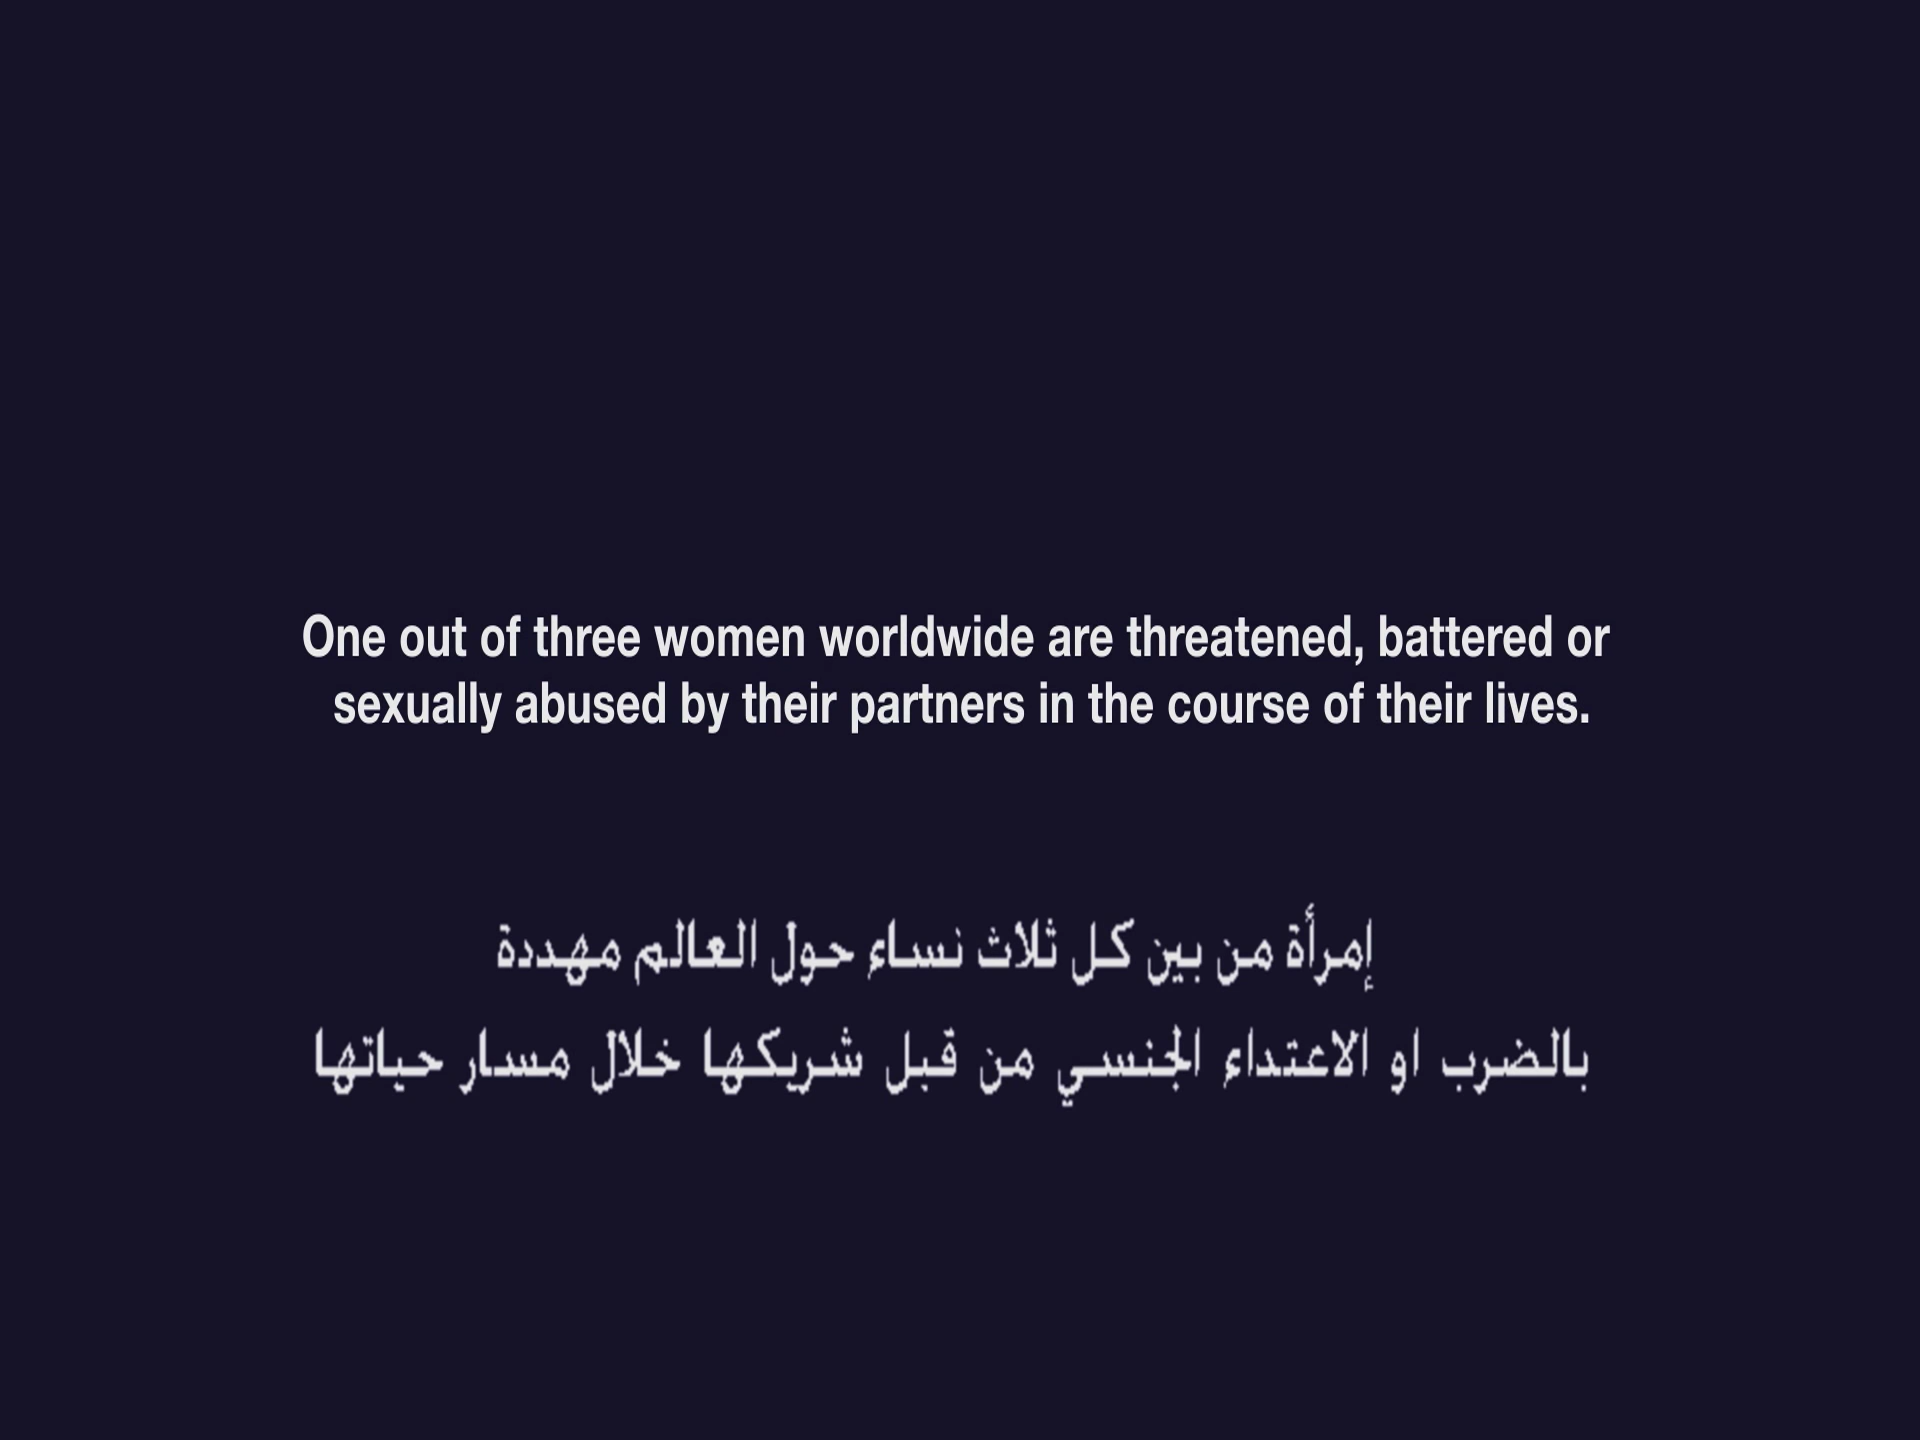 One out of three women worldwide are threatened, battered or
sexually abused by their partners in the course of their lives.
إمرأة من بين كل ثلاث نساء حول العالم مهددة
بالضرب او الاعتداء الجنسي من قبل شريكها خلال مسار حياتها